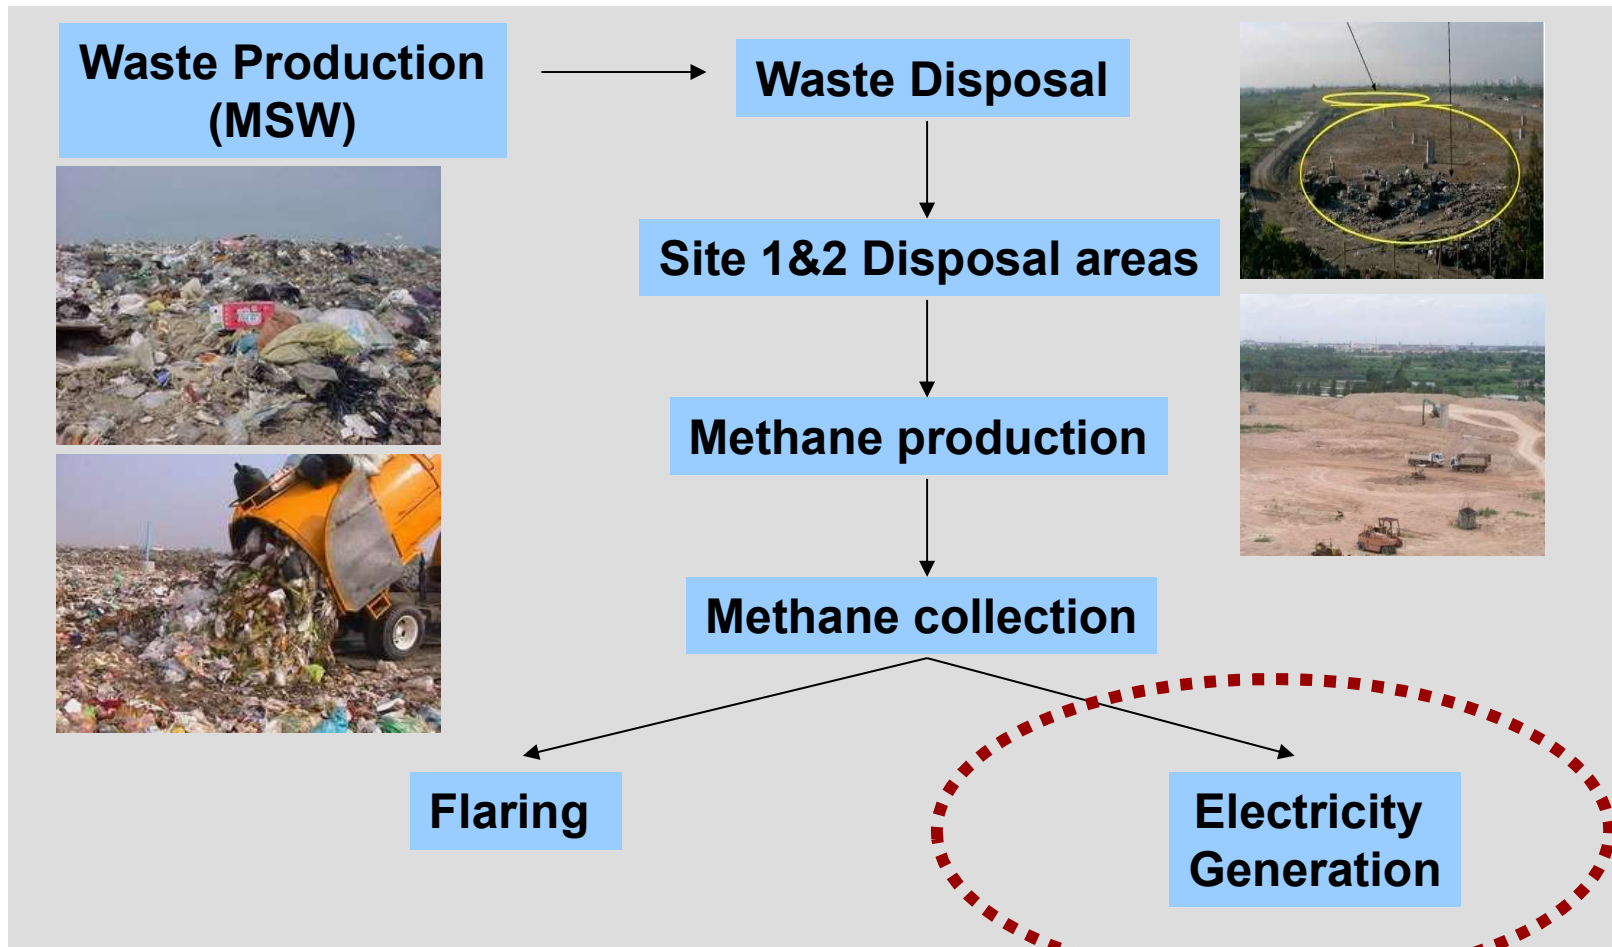 Waste Production
(MSW)
Waste Disposal
Site 1&2 Disposal areas
Methane production
Methane collection
Flaring
Electricity
Generation